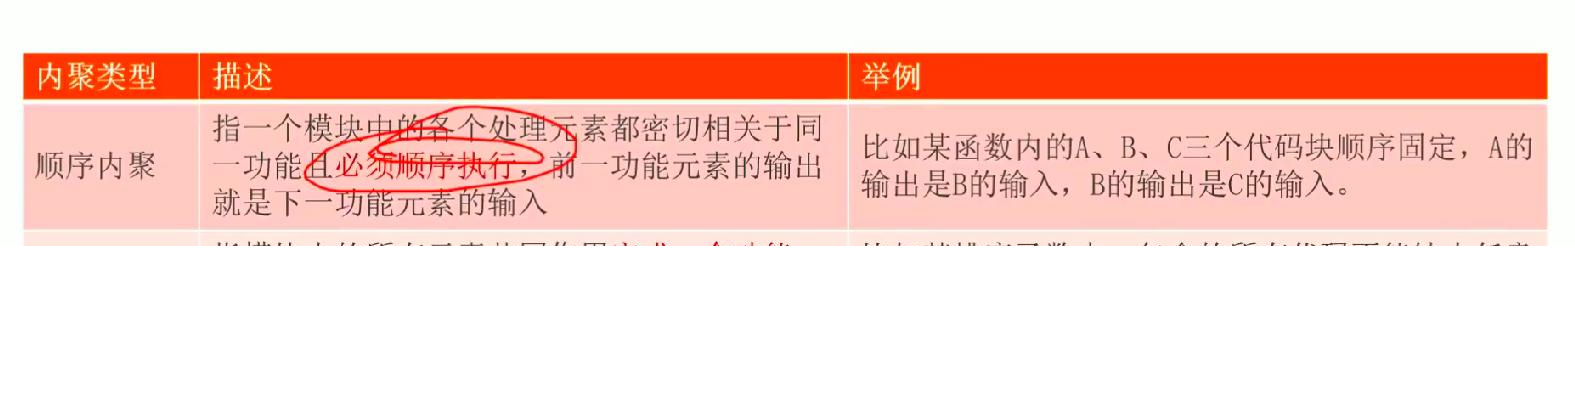 内聚类型
描述
举例
顺序内聚
指一个模块中的各个处理元素都密切相关于同
一功能且必须顺序执行，前一功能元素的输出
就是下一功能元素的输入
比如某函数内的A、B、C三个代码块顺序固定，A的
输出是B的输入，B的输出是C的输入。